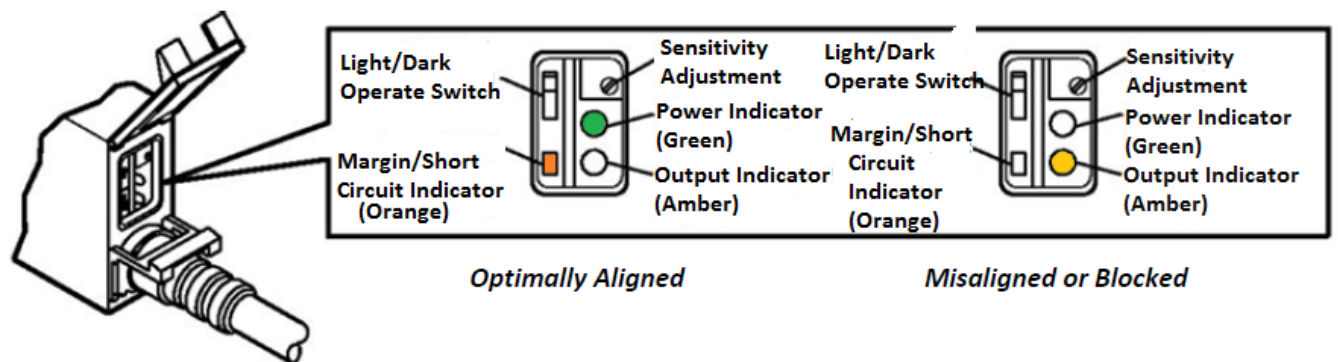 Light/Dark
Operate Switch
Margin/Short
Circuit Indicator
(Orange)
Sensitivity
Adjustment
Power Indicator
(Green)
Output Indicator
(Amber)
Light/Dark
Operate Switch
Margin/Short
Circuit
Indicator
(Orange)
Sensitivity
Adjustment
Power Indicator
(Green)
Output Indicator
(Amber)
Optimally Aligned
Misaligned or Blocked